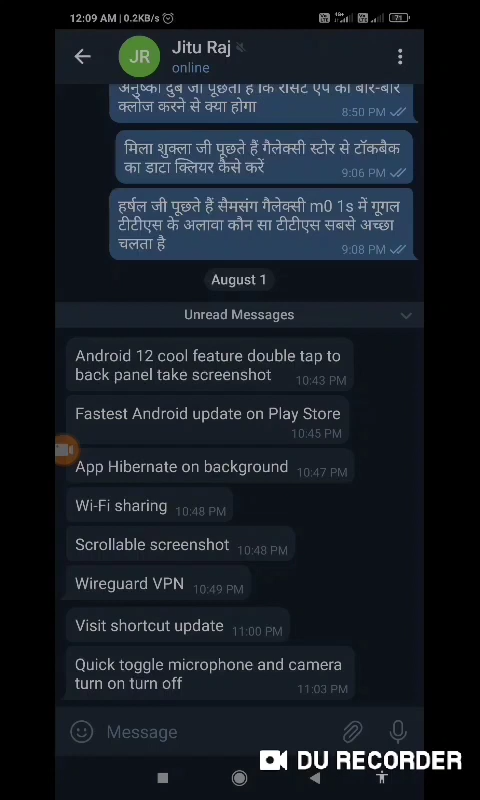 12:09 AM | 0.2KB/s
71
JR
Jitu Raj
online
अनुष्का दुबे जी पूछती है कि रीसेट ऐप को बार-बार
क्लोज करने से क्या होगा
8:50 PM
मिला शुक्ला जी पूछते हैं गैलेक्सी स्टोर से टॉकबैक
का डाटा क्लियर कैसे करें
9:06 PM
हर्षल जी पूछते हैं सैमसंग गैलेक्सी m0 1s में गूगल
टीटीएस के अलावा कौन सा टीटीएस सबसे अच्छा
चलता है
9:08 PM
August 1
Unread Messages
Android 12 cool feature double tap to
back panel take screenshot 10:43 PM
Fastest Android update on Play Store
10:45 PM
App Hibernate on background 10:47 PM
Wi-Fi sharing 10:48 PM
Scrollable screenshot 10:48 PM
Wireguard VPN 10:49 PM
Visit shortcut update 11:00 PM
Quick toggle microphone and camera
turn on turn off 11:03 PM
Message
DU RECORDER